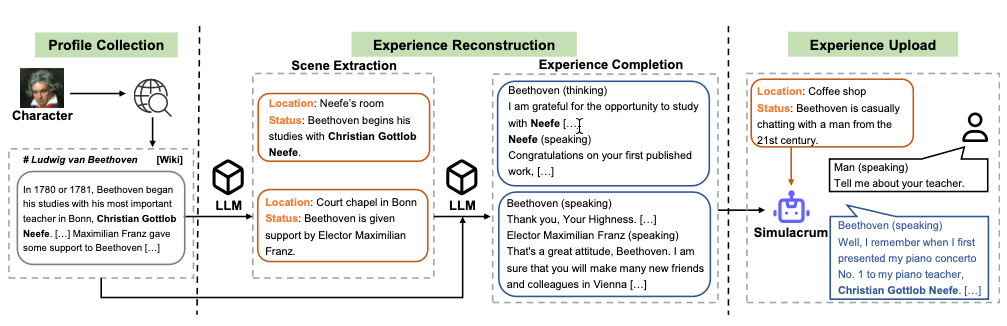 Profile Collection
Character
# Ludwig van Beethoven [Wiki]
In 1780 or 1781, Beethoven began
his studies with his most important
teacher in Bonn, Christian Gottlob
Neefe. […] Maximilian Franz gave
some support to Beethoven […]
LLM
Experience Reconstruction
Scene Extraction
Location: Neefe's room
Status: Beethoven begins his
studies with Christian Gottlob
Neefe.
Location: Court chapel in Bonn
Status: Beethoven is given
support by Elector Maximilian
Franz.
LLM
Experience Completion
Beethoven (thinking)
I am grateful for the opportunity to study
with Neefe […]
Neefe (speaking)
Congratulations on your first published
work, […]
Beethoven (speaking)
Thank you, Your Highness. […]
Elector Maximilian Franz (speaking)
That's a great attitude, Beethoven. I am
sure that you will make many new friends
and colleagues in Vienna […]
Experience Upload
Location: Coffee shop
Status: Beethoven is casually
chatting with a man from the
21st century.
Man (speaking)
Tell me about your teacher.
Simulacrum
Beethoven (speaking)
Well, I remember when I first
presented my piano concerto
No. 1 to my piano teacher,
Christian Gottlob Neefe. […]